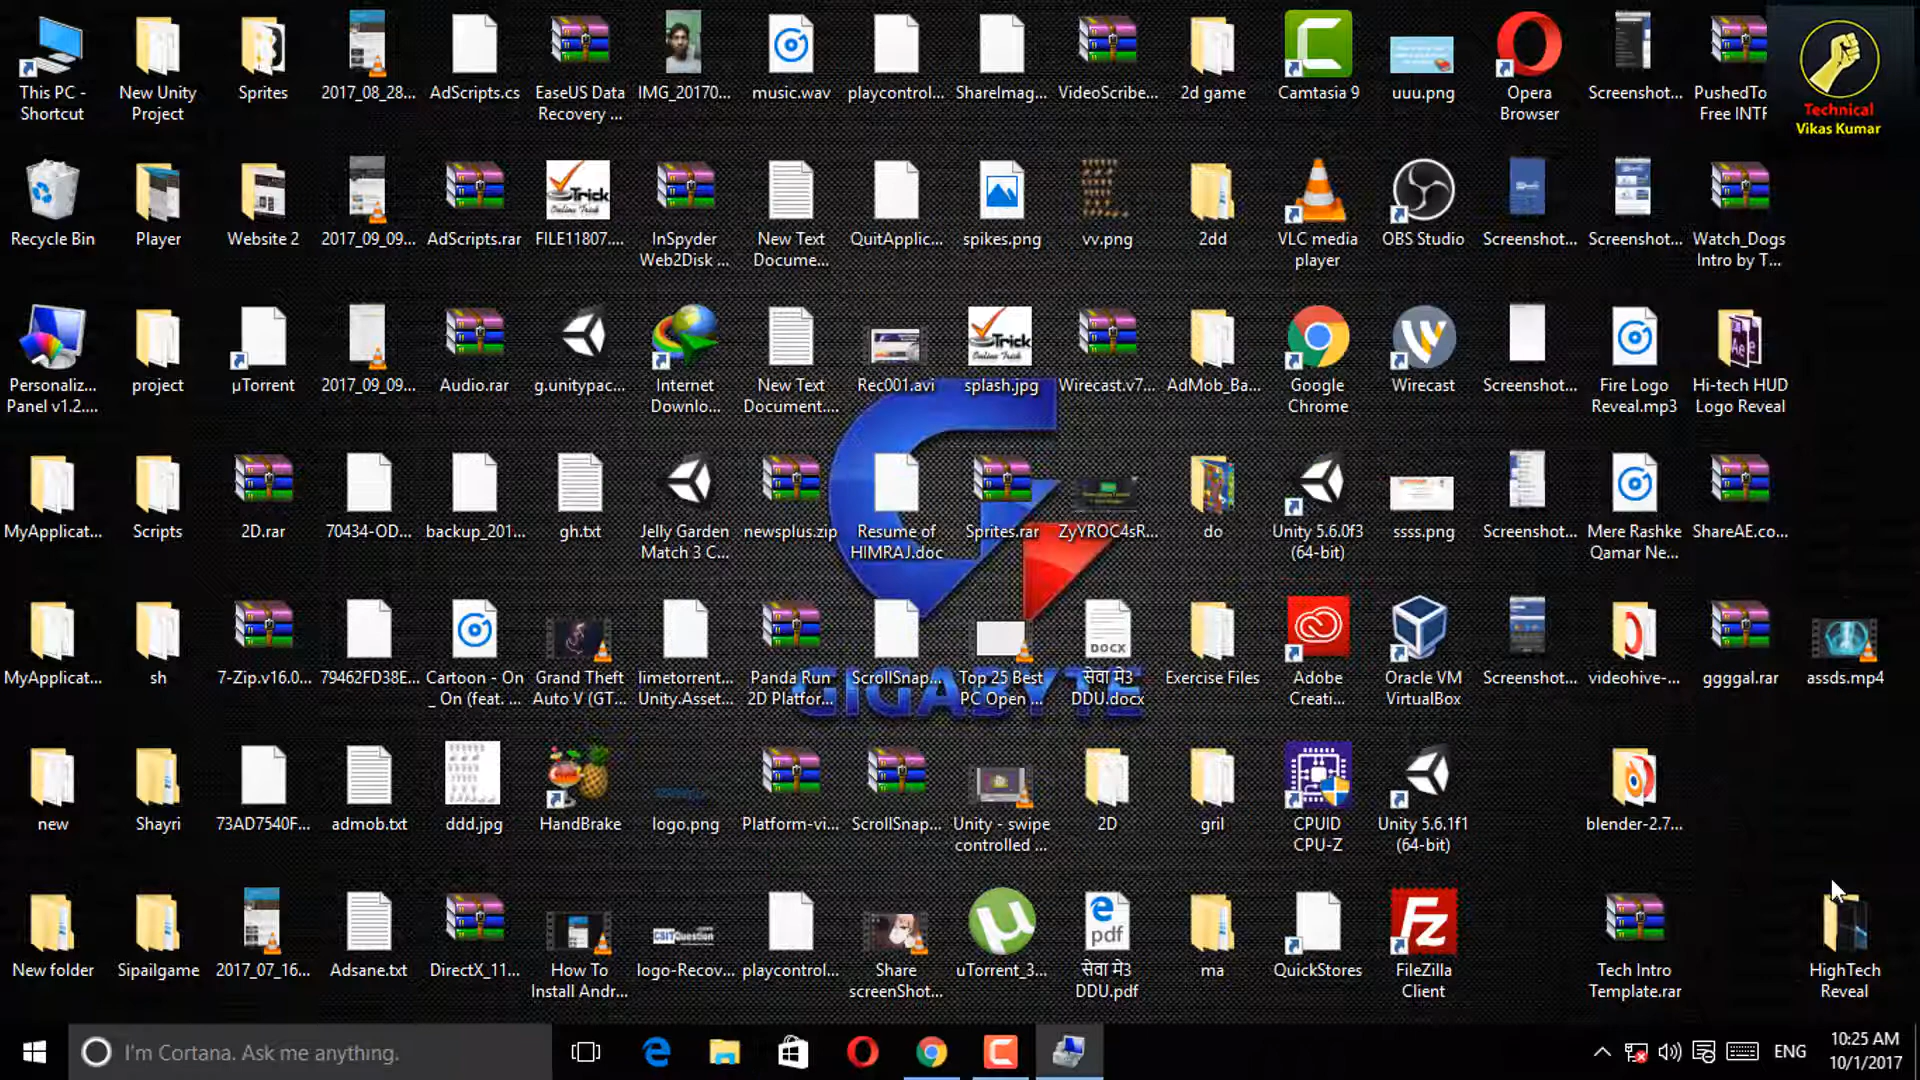 This PC -
Shortcut
New Unity
Project
Sprites
2017_08_28...
AdScripts.cs
EaseUS Data
Recovery ...
IMG_20170...
music.wav
playcontrol...
ShareImag...
VideoScribe...
2d game
Camtasia 9
uuu.png
Opera
Browser
Screenshot...
PushedTo
Free INTF
Technical
Vikas Kumar
Recycle Bin
Player
Website 2
2017_09_09...
AdScripts.rar
FILE11807....
InSpyder
Web2Disk ...
New Text
Docume...
QuitApplic...
spikes.png
vv.png
2dd
VLC media
player
OBS Studio
Screenshot...
Screenshot...
Watch_Dogs
Intro by T...
Personaliz...
Panel v1.2....
project
µTorrent
2017_09_09...
Audio.rar
g.unitypac...
Internet
Downlo...
New Text
Document....
Rec001.avi
Trick
Online Trick
splash.jpg
Wirecast.v7...
AdMob_Ba...
Google
Chrome
Wirecast
Screenshot...
Fire Logo
Reveal.mp3
Hi-tech HUD
Logo Reveal
MyApplicat...
Scripts
2D.rar
70434-OD...
backup_201...
gh.txt
Jelly Garden
Match 3 C...
newsplus.zip
Resume of
HIMRAJ.doc
Sprites.rar
ZyYROC4sR...
do
Unity 5.6.0f3
(64-bit)
ssss.png
Screenshot...
Mere Rashke
Qamar Ne...
ShareAE.co...
MyApplicat...
sh
7-Zip.v16.0...
79462FD38E...
Cartoon - On
_ On (feat. ...
Grand Theft
Auto V (GT...
limetorrent...
Unity.Asset...
Panda Run
2D Platfor...
ScrollSnap...
Top 25 Best
PC Open ...
DOCX
सेवा मे3
DDU.docx
Exercise Files
Adobe
Creati...
Oracle VM
VirtualBox
Screenshot...
videohive-...
ggggal.rar
assds.mp4
GIGABYTE
new
Shayri
73AD7540F...
admob.txt
ddd.jpg
HandBrake
logo.png
Platform-vi...
ScrollSnap...
Unity - swipe
controlled ...
2D
gril
CPUID
CPU-Z
Unity 5.6.1f1
(64-bit)
blender-2.7...
New folder
Sipailgame
2017_07_16...
Adsane.txt
DirectX_11...
How To
Install Andr...
CSITQuestion
logo-Recov...
playcontrol...
Share
screenShot...
uTorrent_3...
pdf
सेवा मे3
DDU.pdf
ma
QuickStores
FileZilla
Client
Tech Intro
Template.rar
HighTech
Reveal
I'm Cortana. Ask me anything.
ENG
10:25 AM
10/1/2017